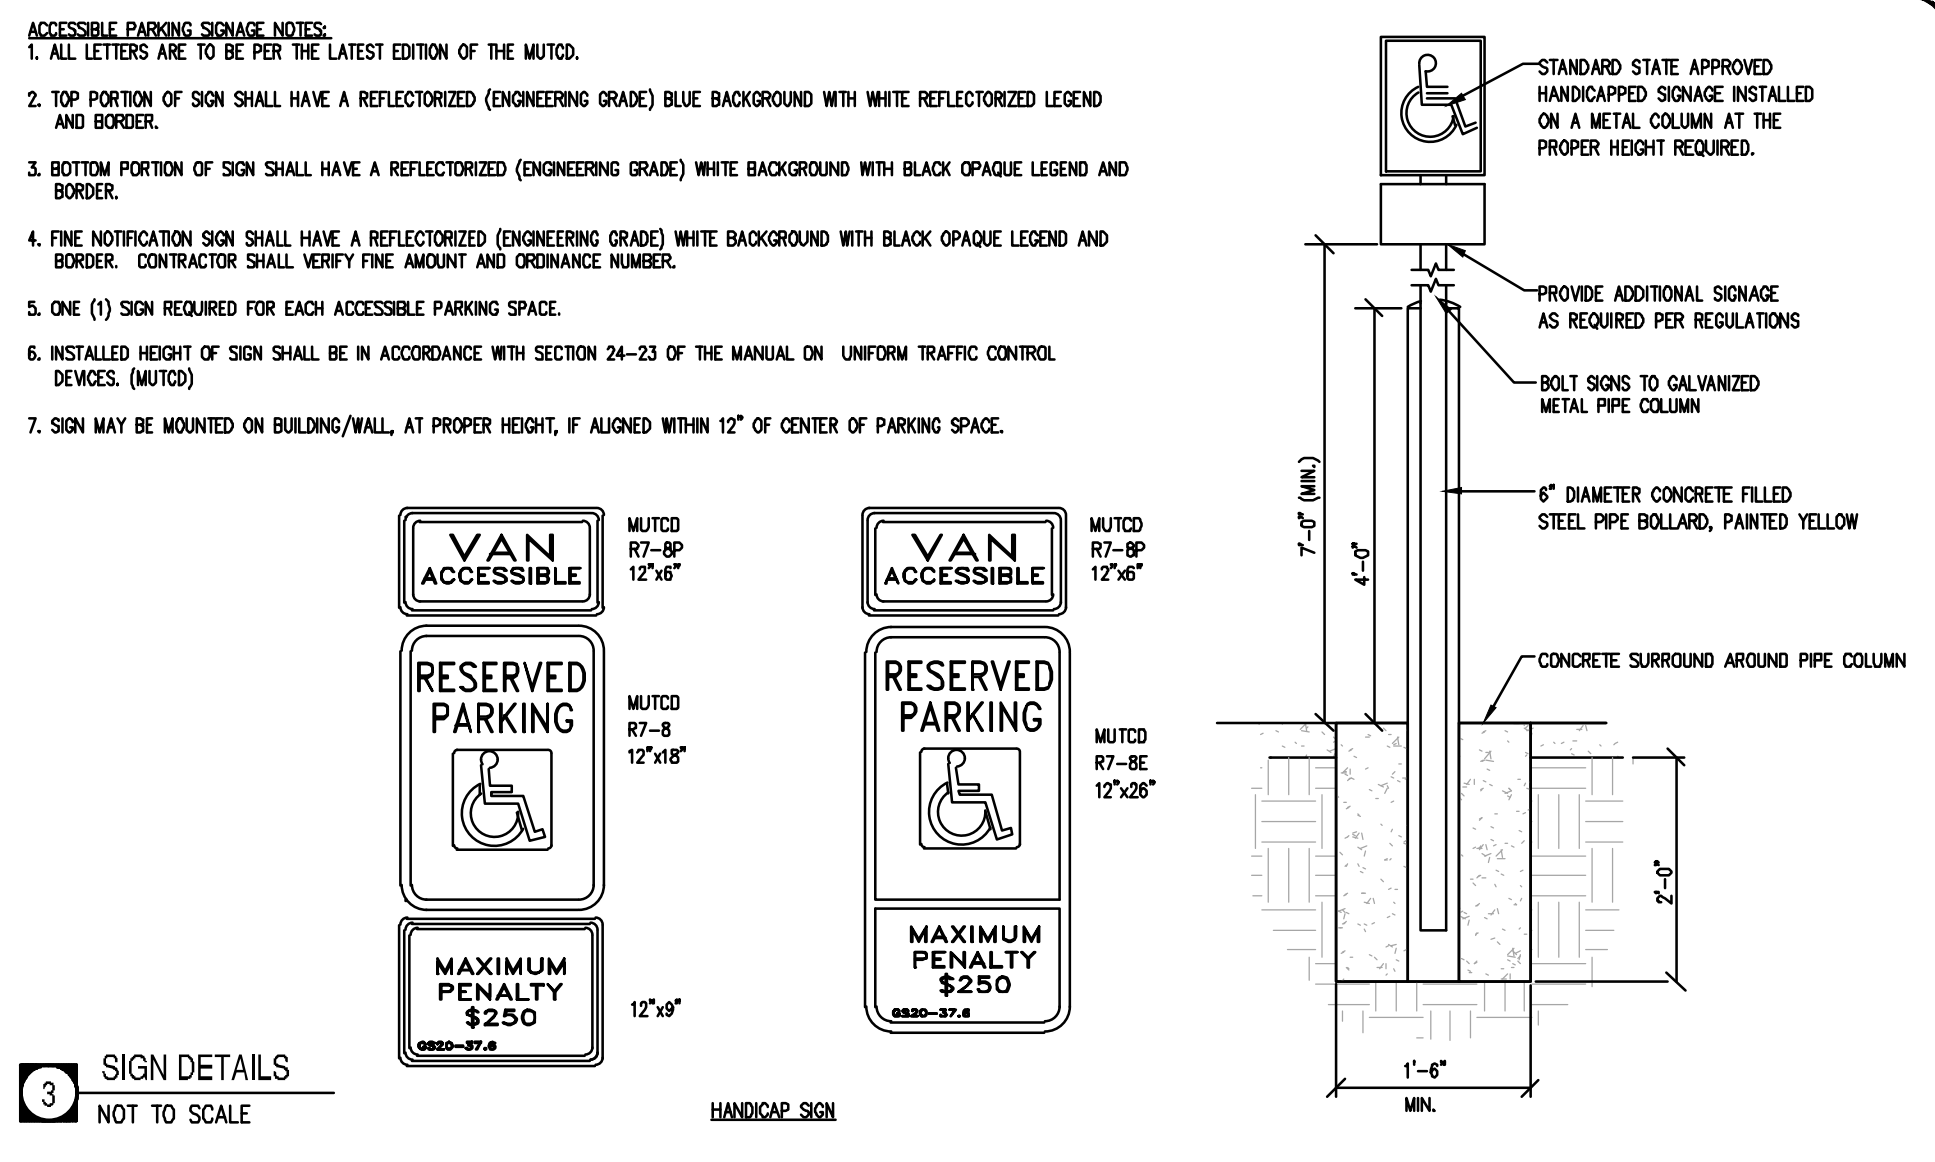 ACCESSIBLE PARKING SIGNAGE NOTES:
1. ALL LETTERS ARE TO BE PER THE LATEST EDITION OF THE MUTCD.
2. TOP PORTION OF SIGN SHALL HAVE A REFLECTORIZED (ENGINEERING GRADE) BLUE BACKGROUND WITH WHITE REFLECTORIZED LEGEND
AND BORDER.
3. BOTTOM PORTION OF SIGN SHALL HAVE A REFLECTORIZED (ENGINEERING GRADE) WHITE BACKGROUND WITH BLACK OPAQUE LEGEND AND
BORDER.
4. FINE NOTIFICATION SIGN SHALL HAVE A REFLECTORIZED (ENGINEERING GRADE) WHITE BACKGROUND WITH BLACK OPAQUE LEGEND AND
BORDER. CONTRACTOR SHALL VERIFY FINE AMOUNT AND ORDINANCE NUMBER.
5. ONE (1) SIGN REQUIRED FOR EACH ACCESSIBLE PARKING SPACE.
6. INSTALLED HEIGHT OF SIGN SHALL BE IN ACCORDANCE WITH SECTION 24-23 OF THE MANUAL ON UNIFORM TRAFFIC CONTROL
DEVICES. (MUTCD)
7. SIGN MAY BE MOUNTED ON BUILDING/WALL, AT PROPER HEIGHT, IF ALIGNED WITHIN 12" OF CENTER OF PARKING SPACE.
VAN
ACCESSIBLE
MUTCD
R7-8P
12"x6"
RESERVED
PARKING
MUTCD
R7-8
12"x18"
MAXIMUM
PENALTY
$250
GS20-37.6
12"x9"
VAN
ACCESSIBLE
MUTCD
R7-8P
12"x6"
RESERVED
PARKING
MUTCD
R7-8E
12"x26"
MAXIMUM
PENALTY
$250
GS20-37.6
HANDICAP SIGN
STANDARD STATE APPROVED
HANDICAPPED SIGNAGE INSTALLED
ON A METAL COLUMN AT THE
PROPER HEIGHT REQUIRED.
PROVIDE ADDITIONAL SIGNAGE
AS REQUIRED PER REGULATIONS
BOLT SIGNS TO GALVANIZED
METAL PIPE COLUMN
6" DIAMETER CONCRETE FILLED
STEEL PIPE BOLLARD, PAINTED YELLOW
CONCRETE SURROUND AROUND PIPE COLUMN
7'-0" (MIN.)
4'-0"
2'-0"
1'-6"
MIN.
3
SIGN DETAILS
NOT TO SCALE